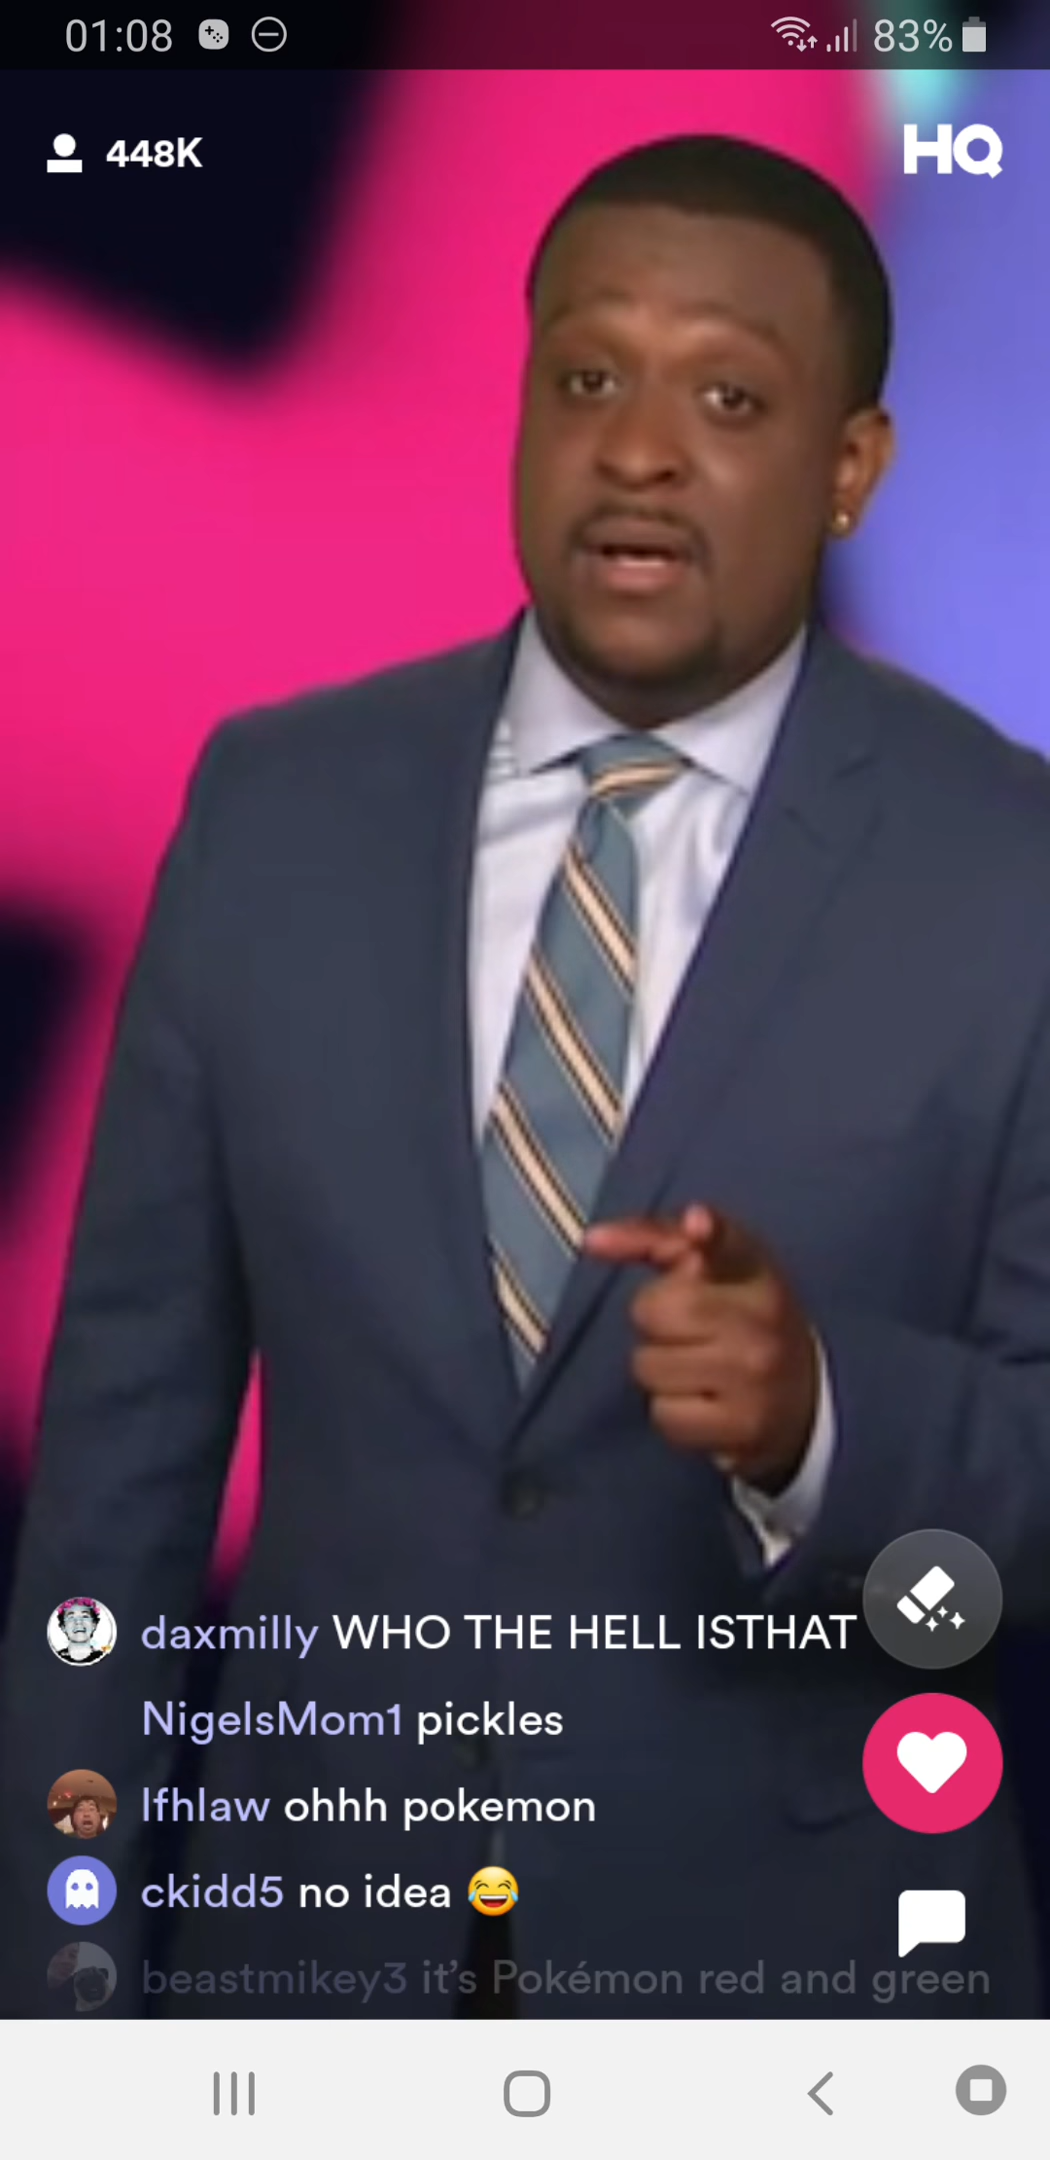 01:08 83%
448K HQ
daxmilly WHO THE HELL ISTHAT
NigelsMom1 pickles
lfhlaw ohhh pokemon
ckidd5 no idea 😂
beastmikey3 it's Pokémon red and green